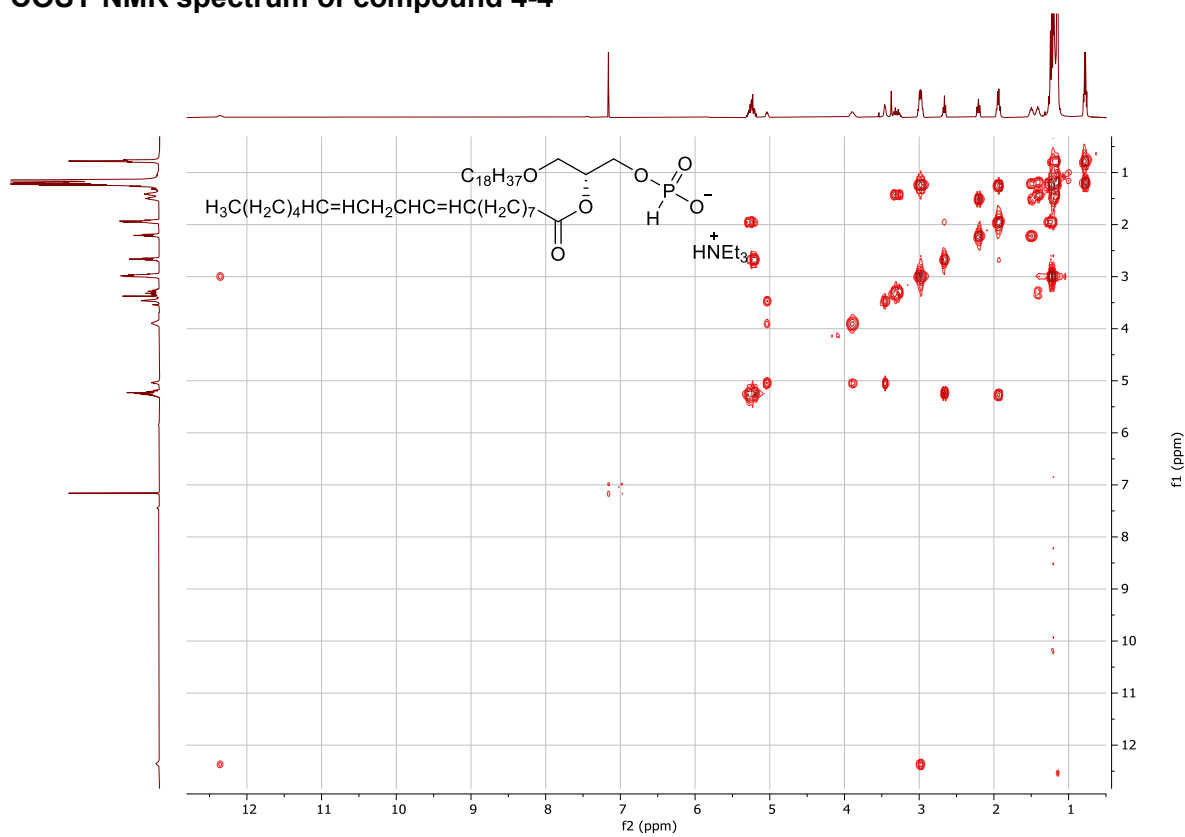 COSY NMR spectrum of compound 4-4
O
C18H37 O O P O⁻
H
H3C(H2C)4HC=HCH2CHC=HC(H2C)7 O
O
+
HNEt3
1
2
3
4
5
6
7
8
9
10
11
12
f1 (ppm)
12 11 10 9 8 7 6 5 4 3 2 1
f2 (ppm)